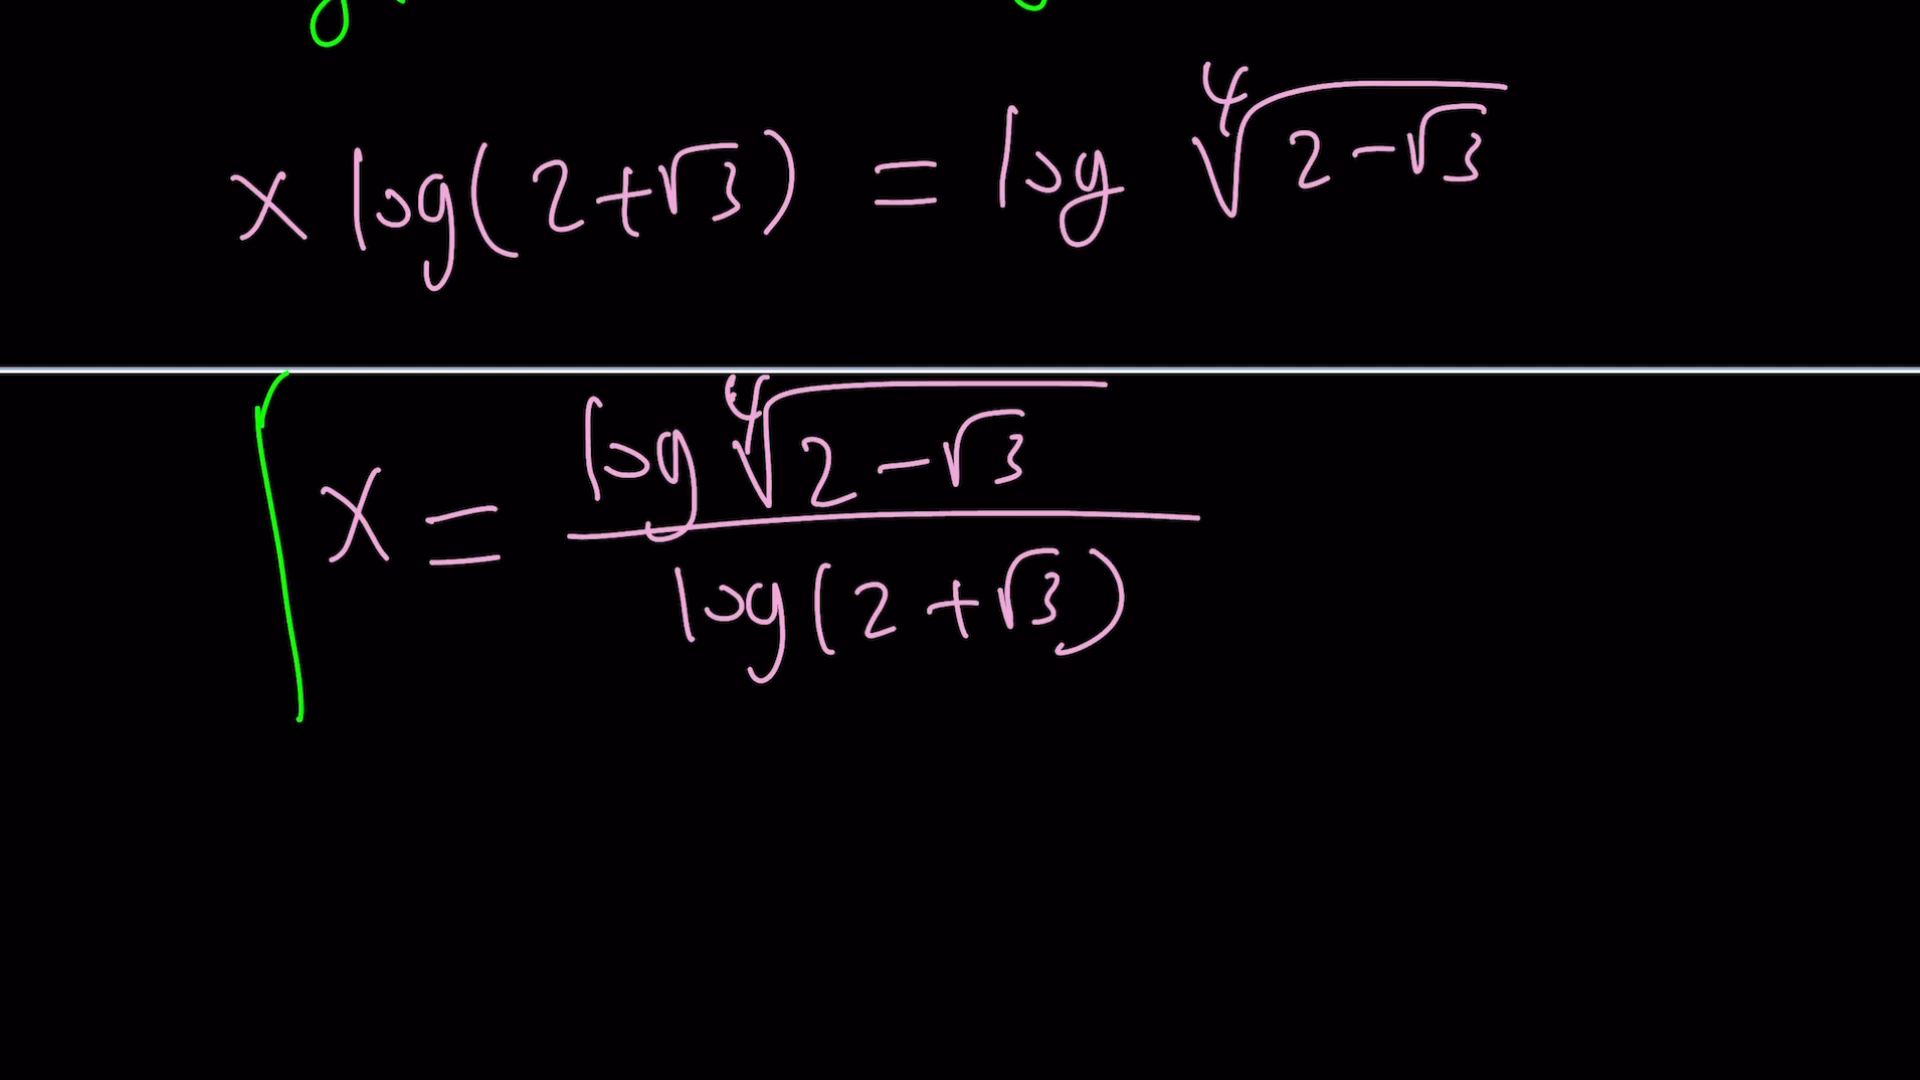 x log(2+√3) = log ∜(2-√3)
x = log ∜(2-√3) / log(2+√3)